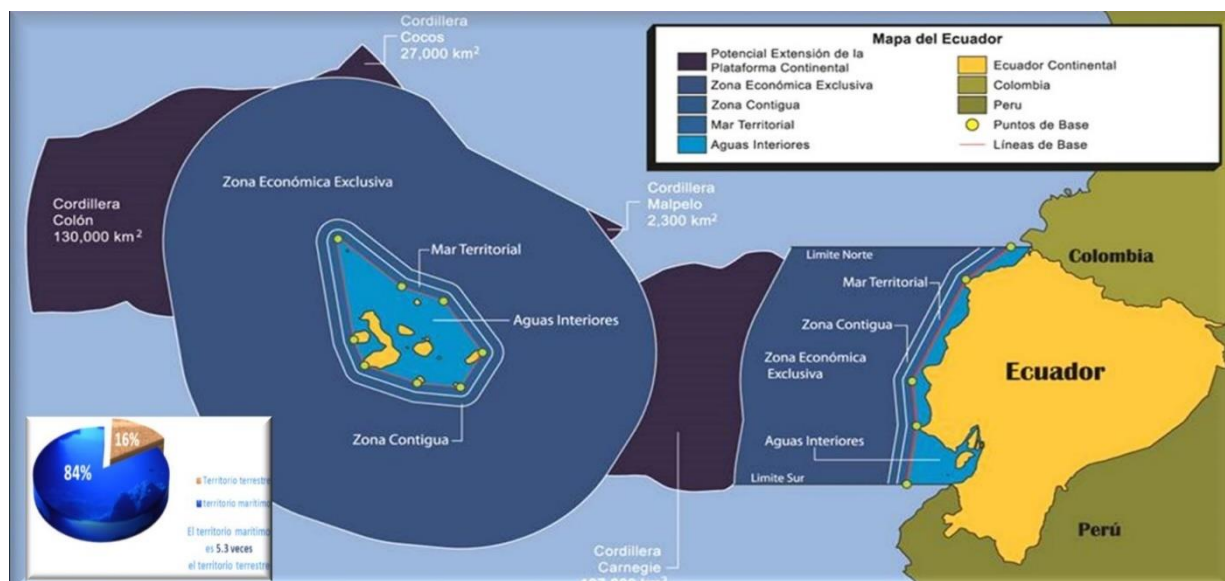 Cordillera
Cocos
27,000 km²
Mapa del Ecuador
Potencial Extensión de la
Plataforma Continental
Zona Económica Exclusiva
Zona Contigua
Mar Territorial
Aguas Interiores
Ecuador Continental
Colombia
Peru
Puntos de Base
Líneas de Base
Cordillera
Colón
130,000 km²
Zona Económica Exclusiva
Mar Territorial
Aguas Interiores
Zona Contigua
Cordillera
Malpelo
2,300 km²
Limite Norte
Mar Territorial
Zona Contigua
Zona Económica
Exclusiva
Aguas Interiores
Limite Sur
Colombia
Ecuador
Perú
Cordillera
Carnegie
16%
84%
Territorio terrestre
territorio marítimo
El territorio marítimo
es 5.3 veces
el territorio terrestre